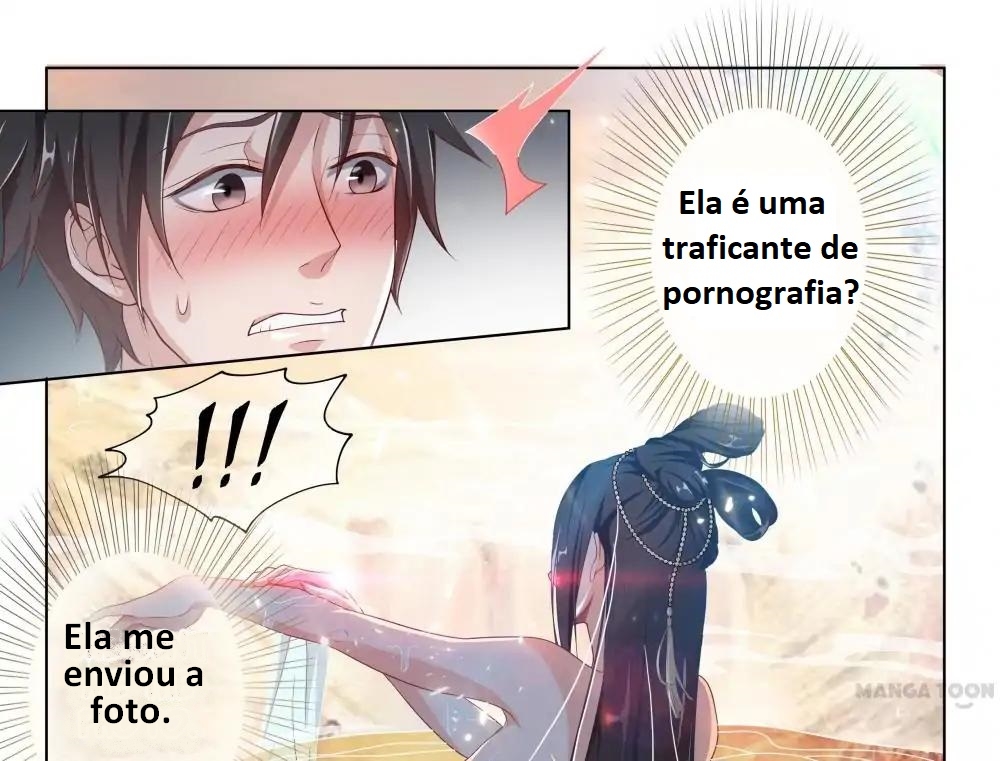 Ela é uma
traficante de
pornografia?
!!!
Ela me
enviou a
foto.
MANGA TOON